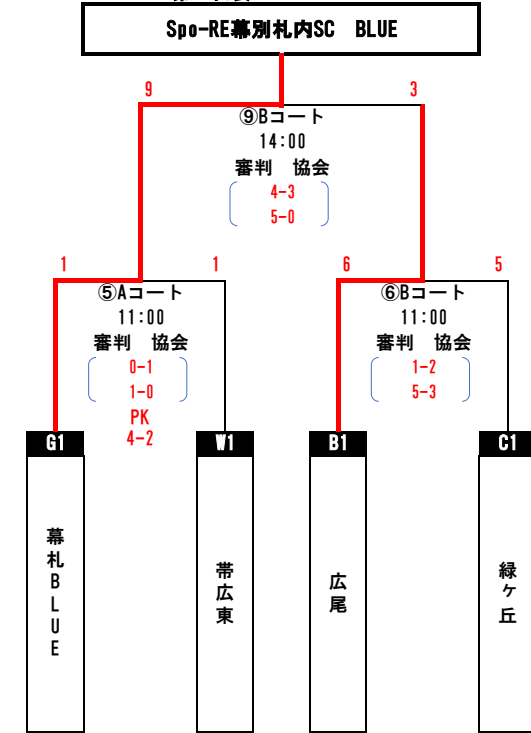 Spo-RE幕別札内SC　BLUE
9
3
⑨Bコート
14:00
審判　協会
4-3
5-0
1
1
6
5
⑤Aコート
11:00
審判　協会
0-1
1-0
PK
4-2
⑥Bコート
11:00
審判　協会
1-2
5-3
G1
W1
B1
C1
幕札BLUE
帯広東
広尾
緑ヶ丘